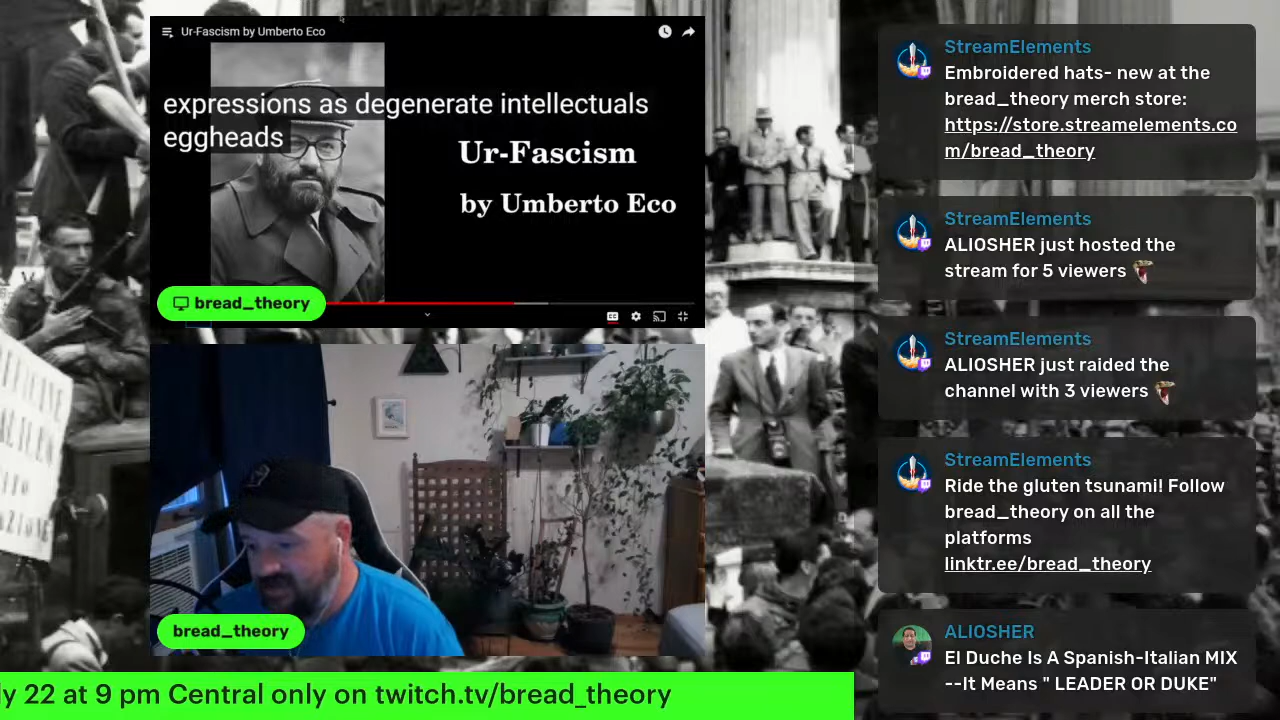 Ur-Fascism by Umberto Eco
expressions as degenerate intellectuals
eggheads
Ur-Fascism
by Umberto Eco
bread_theory
CC
bread_theory
ly 22 at 9 pm Central only on twitch.tv/bread_theory
StreamElements
Embroidered hats- new at the
bread_theory merch store:
https://store.streamelements.co
m/bread_theory
StreamElements
ALIOSHER just hosted the
stream for 5 viewers
StreamElements
ALIOSHER just raided the
channel with 3 viewers
StreamElements
Ride the gluten tsunami! Follow
bread_theory on all the
platforms
linktr.ee/bread_theory
ALIOSHER
El Duche Is A Spanish-Italian MIX
--It Means " LEADER OR DUKE"